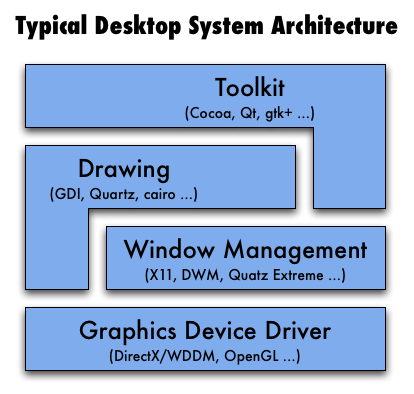 Typical Desktop System Architecture
Toolkit
(Cocoa, Qt, gtk+ ...)
Drawing
(GDI, Quartz, cairo ...)
Window Management
(X11, DWM, Quatz Extreme ...)
Graphics Device Driver
(DirectX/WDDM, OpenGL ...)